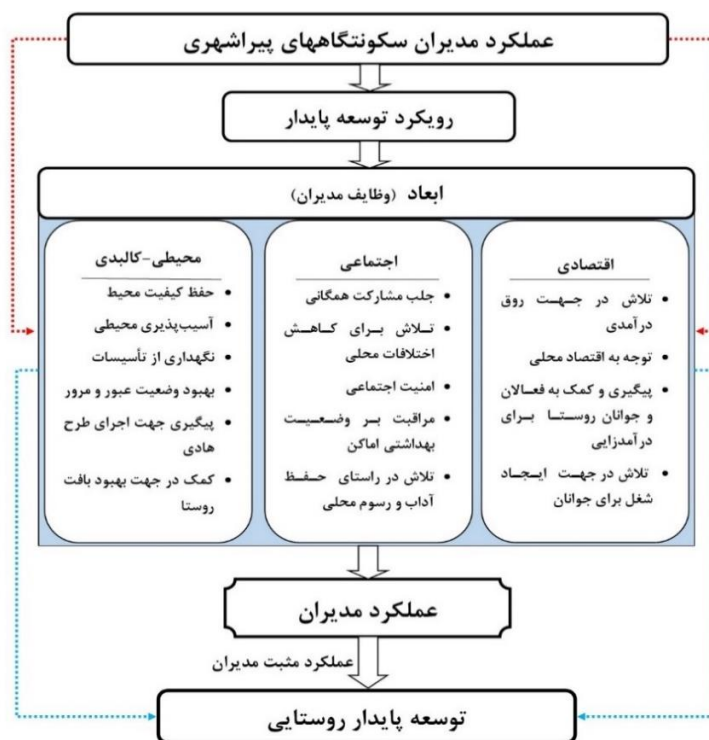 عملکرد مدیران سکونتگاههای پیراشهری
رویکرد توسعه پایدار
ابعاد (وظایف مدیران)
اقتصادی
• تلاش در جهت روق
درآمدی
• توجه به اقتصاد محلی
• پیگیری و کمک به فعالان
و جوانان روستا برای
درآمدزایی
• تلاش در جهت ایجاد
شغل برای جوانان
اجتماعی
• جلب مشارکت همگانی
• تلاش برای کاهش
اختلافات محلی
• امنیت اجتماعی
• مراقبت بر وضعیت
بهداشتی اماکن
• تلاش در راستای حفظ
آداب و رسوم محلی
محیطی-کالبدی
• حفظ کیفیت محیط
• آسیب‌پذیری محیطی
• نگهداری از تأسیسات
• بهبود وضعیت عبور و مرور
• پیگیری جهت اجرای طرح
هادی
• کمک در جهت بهبود بافت
روستا
عملکرد مدیران
عملکرد مثبت مدیران
توسعه پایدار روستایی